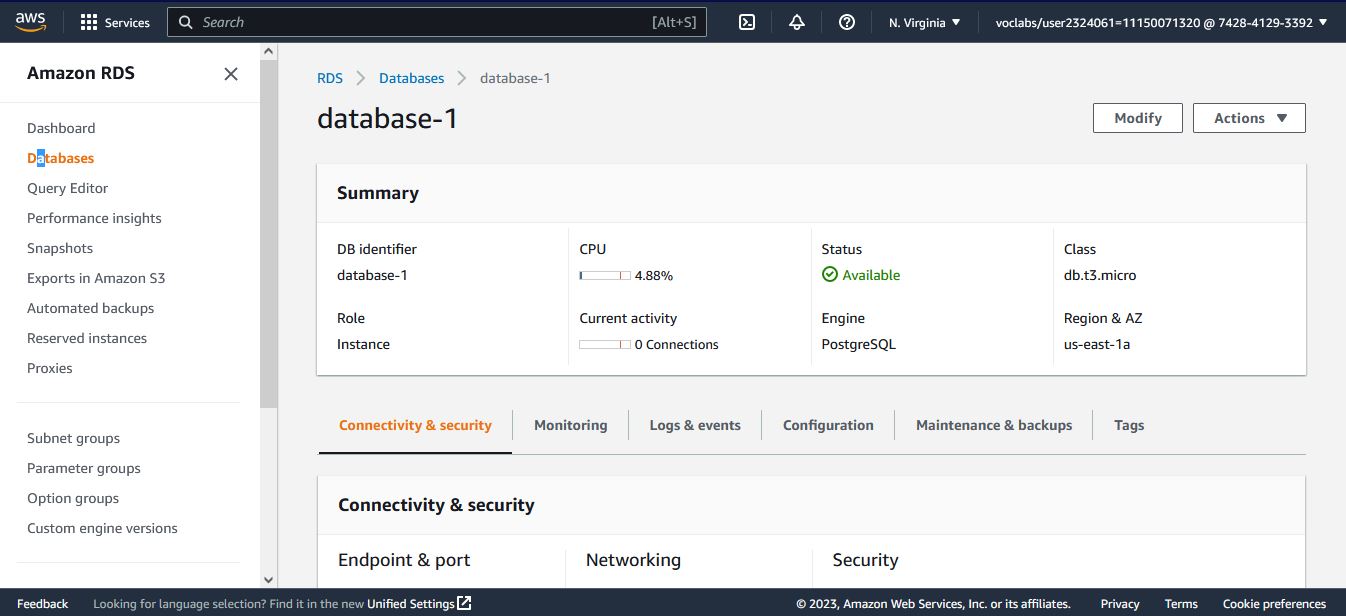 aws Services Search [Alt+S] N. Virginia voclabs/user2324061=11150071320 @ 7428-4129-3392
Amazon RDS
Dashboard
Databases
Query Editor
Performance insights
Snapshots
Exports in Amazon S3
Automated backups
Reserved instances
Proxies
Subnet groups
Parameter groups
Option groups
Custom engine versions
RDS Databases database-1
database-1
Modify Actions
Summary
DB identifier
database-1
CPU
4.88%
Status
Available
Class
db.t3.micro
Role
Instance
Current activity
0 Connections
Engine
PostgreSQL
Region & AZ
us-east-1a
Connectivity & security Monitoring Logs & events Configuration Maintenance & backups Tags
Connectivity & security
Endpoint & port Networking Security
Feedback Looking for language selection? Find it in the new Unified Settings © 2023, Amazon Web Services, Inc. or its affiliates. Privacy Terms Cookie preferences